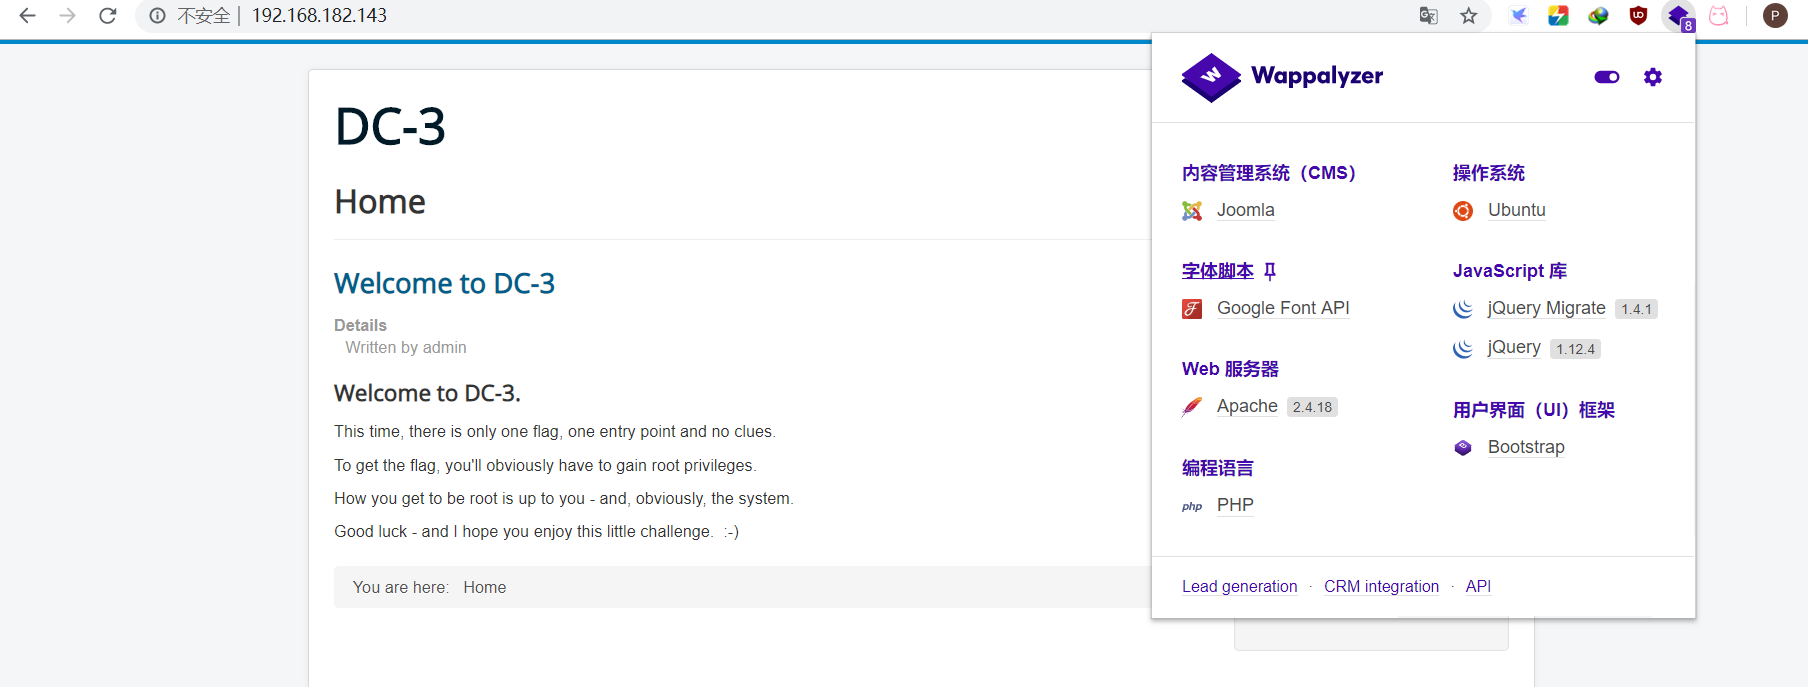 不安全 192.168.182.143
8
P
DC-3
Home
Welcome to DC-3
Details
Written by admin
Welcome to DC-3.
This time, there is only one flag, one entry point and no clues.
To get the flag, you'll obviously have to gain root privileges.
How you get to be root is up to you - and, obviously, the system.
Good luck - and I hope you enjoy this little challenge. :-)
You are here: Home
Wappalyzer
内容管理系统（CMS）
Joomla
字体脚本
Google Font API
Web 服务器
Apache 2.4.18
编程语言
php PHP
操作系统
Ubuntu
JavaScript 库
jQuery Migrate 1.4.1
jQuery 1.12.4
用户界面（UI）框架
Bootstrap
Lead generation · CRM integration · API